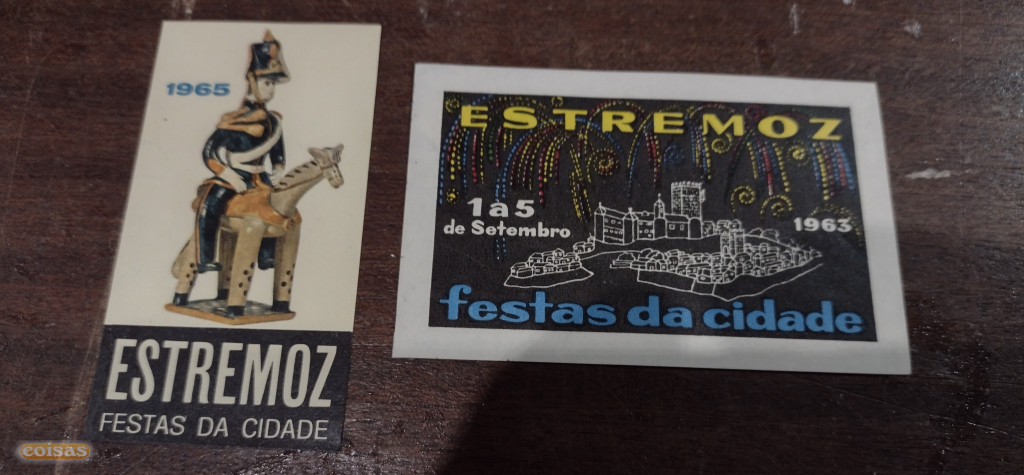 1965
ESTREMOZ
FESTAS DA CIDADE
ESTREMOZ
1 a 5
de Setembro
1963
festas da cidade
coisas